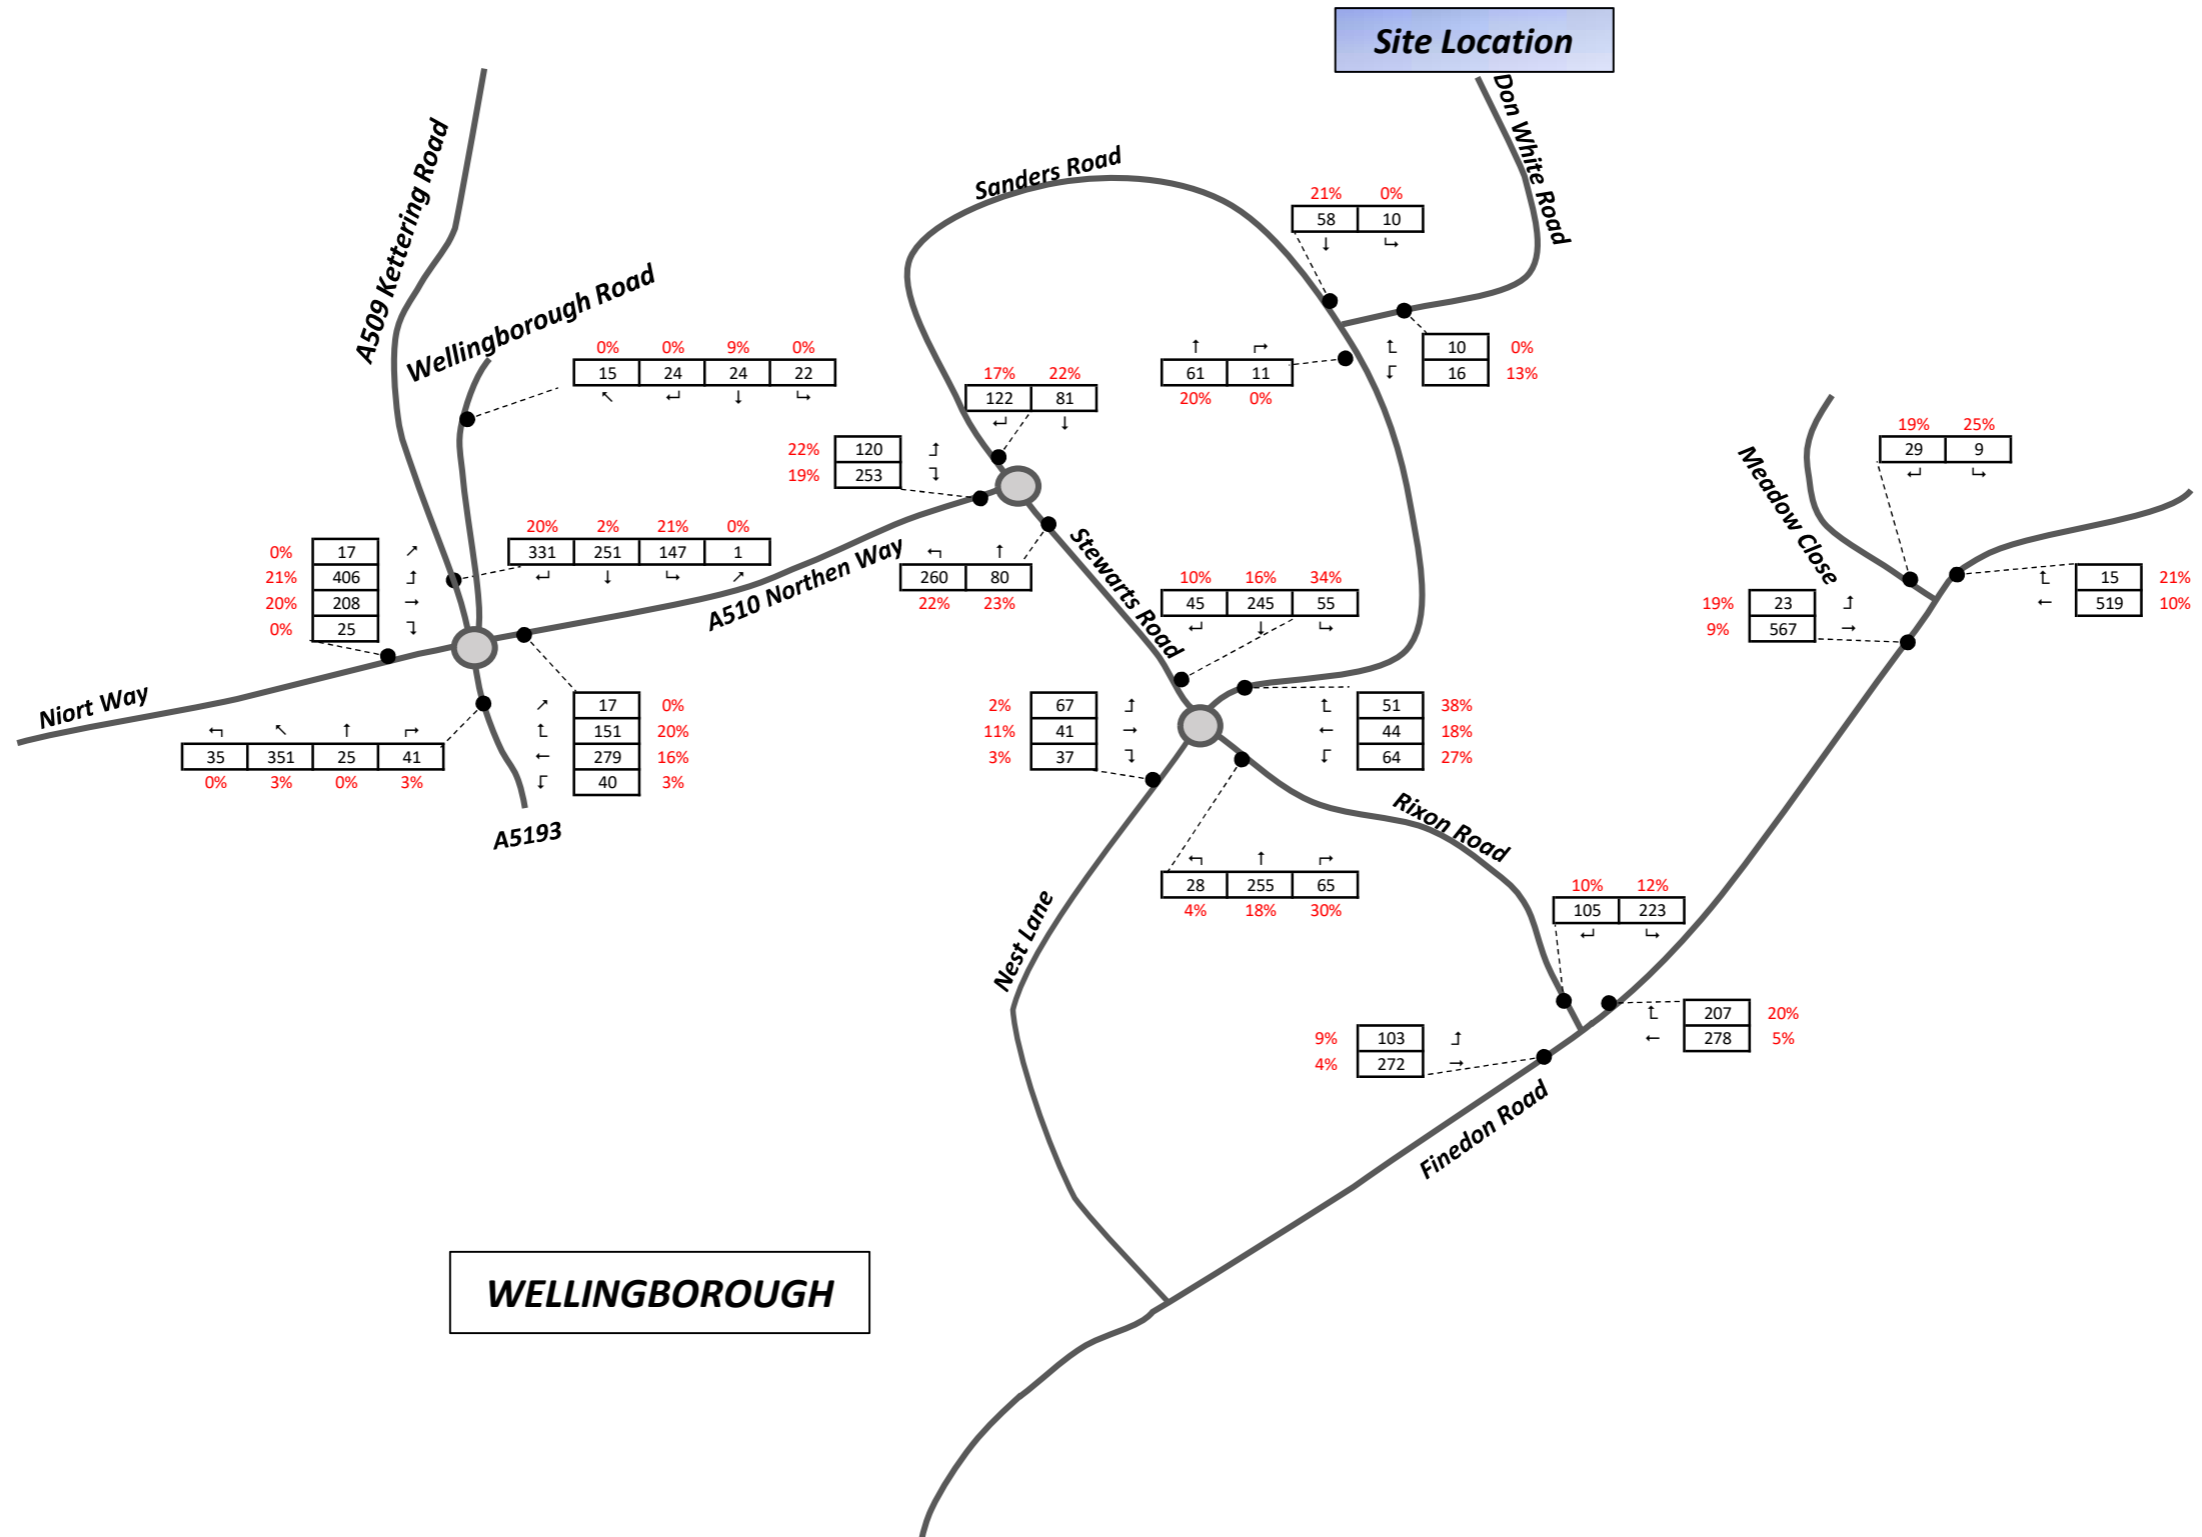 Site Location
Don White Road
Sanders Road
A509 Kettering Road
Wellingborough Road
21% 0%
58 10
↓ ↳
0% 0% 9% 0%
15 24 24 22
↖ ↵ ↓ ↳
↑ ↱
61 11
20% 0%
↥ 10 0%
↧ 16 13%
17% 22%
122 81
↵ ↓
22% 120
19% 253
19% 25%
29 9
↵ ↳
Meadow Close
0% 17 ↗
21% 406
20% 208 →
0% 25 ↴
20% 2% 21% 0%
331 251 147 1
↵ ↓ ↳ ↗
A510 Northen Way
↰ ↑
260 80
22% 23%
Stewarts Road
10% 16% 34%
45 245 55
↵ ↓ ↳
19% 23
9% 567 →
15 21%
← 519 10%
Niort Way
↰ ↖ ↑ ↱
35 351 25 41
0% 3% 0% 3%
↗ 17 0%
151 20%
← 279 16%
40 3%
A5193
2% 67
11% 41 →
3% 37 ↴
51 38%
← 44 18%
64 27%
↰ ↑ ↱
28 255 65
4% 18% 30%
Rixon Road
Nest Lane
10% 12%
105 223
↵ ↳
9% 103
4% 272 →
207 20%
← 278 5%
Finedon Road
WELLINGBOROUGH